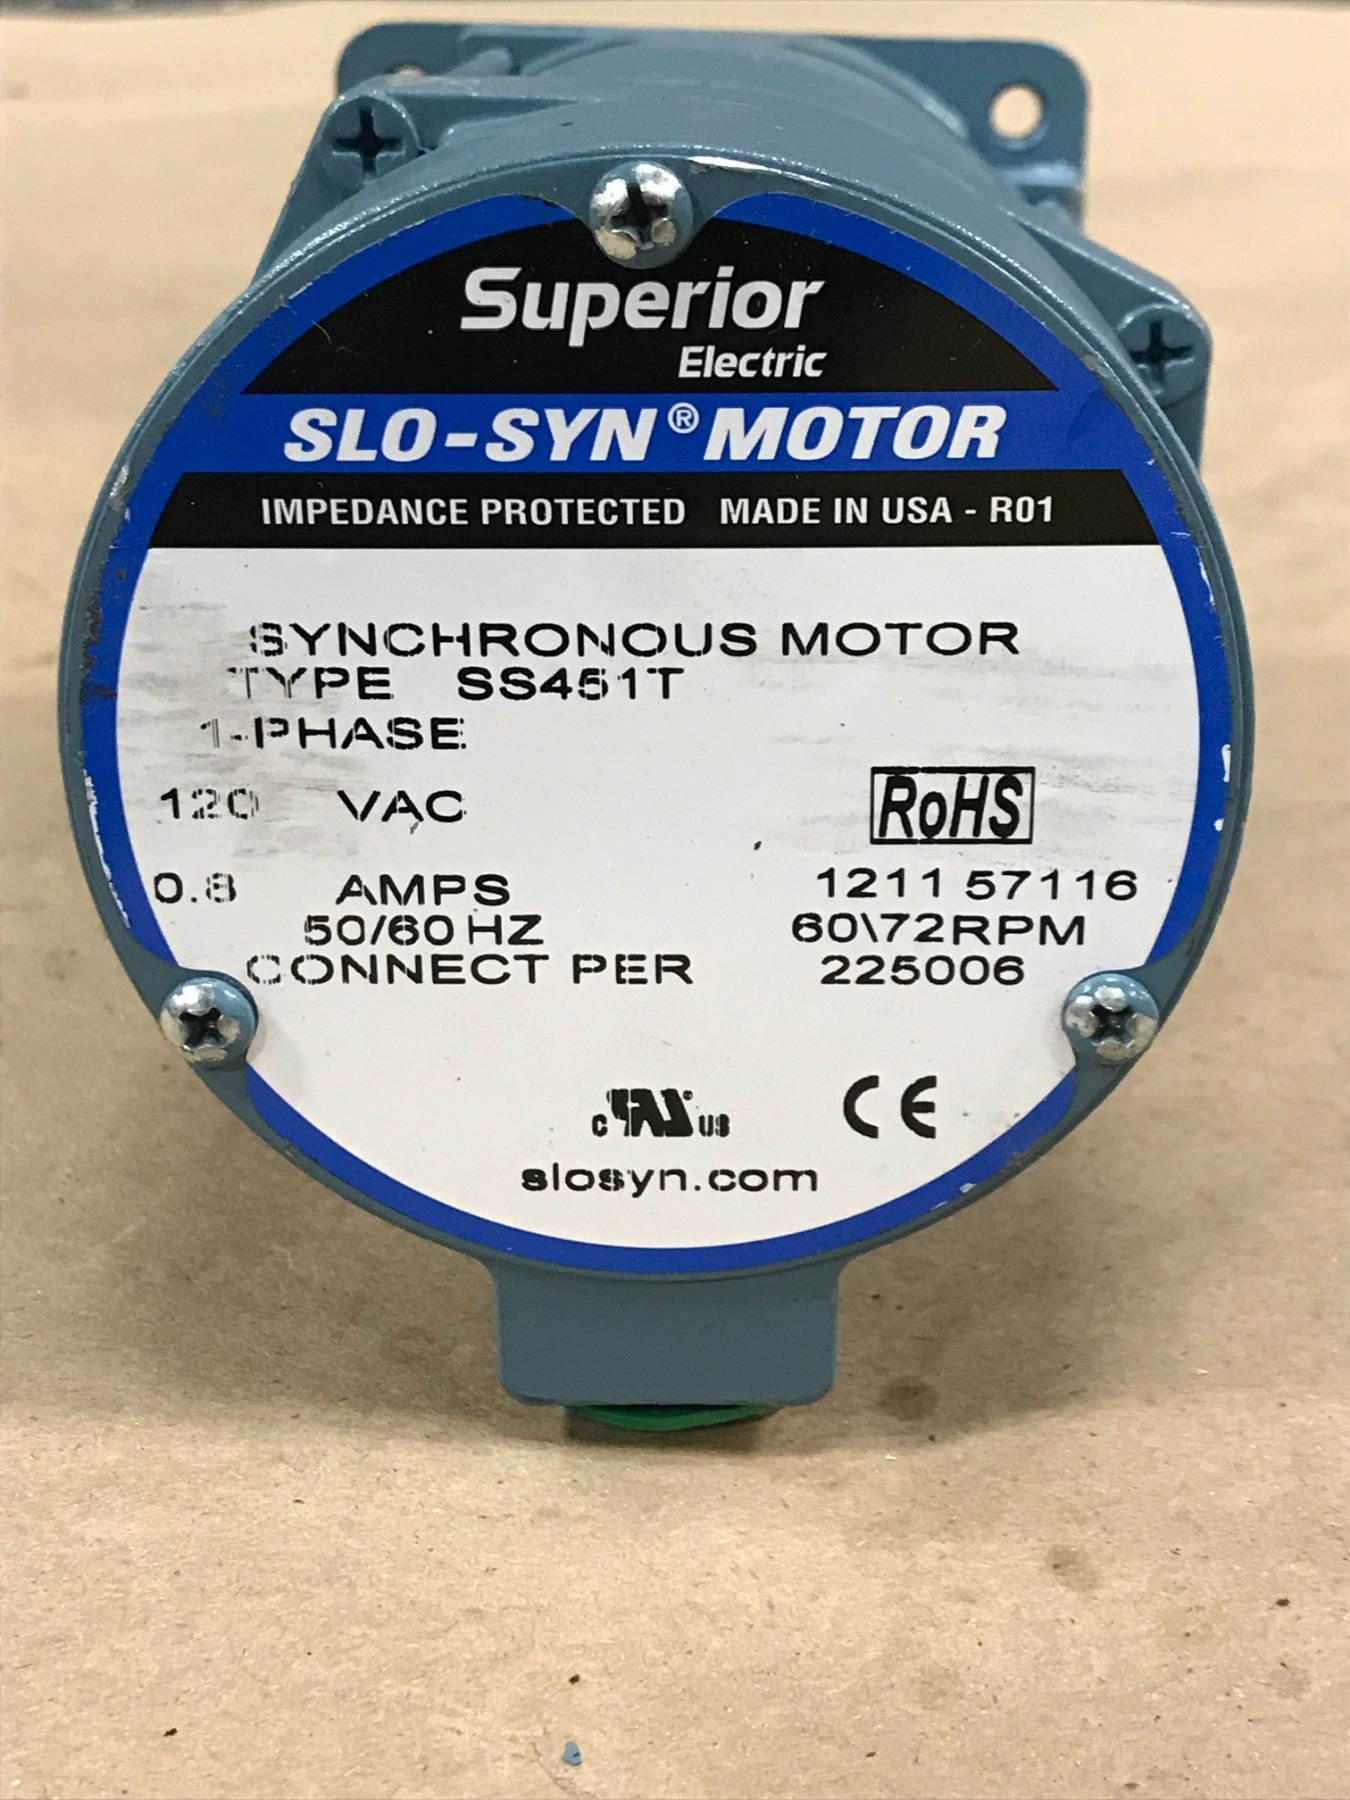 Superior
Electric
SLO-SYN® MOTOR
IMPEDANCE PROTECTED MADE IN USA - R01
SYNCHRONOUS MOTOR
TYPE SS451T
1-PHASE
120 VAC
RoHS
0.8 AMPS 1211 57116
50/60 HZ 60\72RPM
CONNECT PER 225006
c UL US CE
slosyn.com